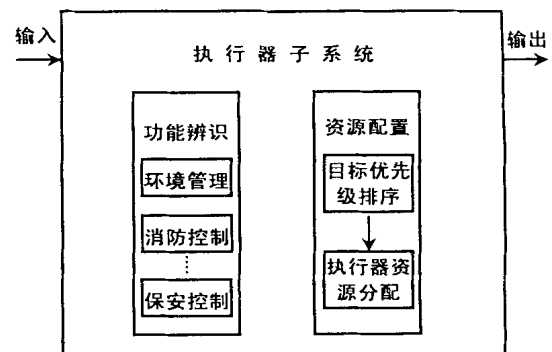 输入
输出
执行器子系统
功能辨识
环境管理
消防控制
保安控制
资源配置
目标优先
级排序
执行器资
源分配